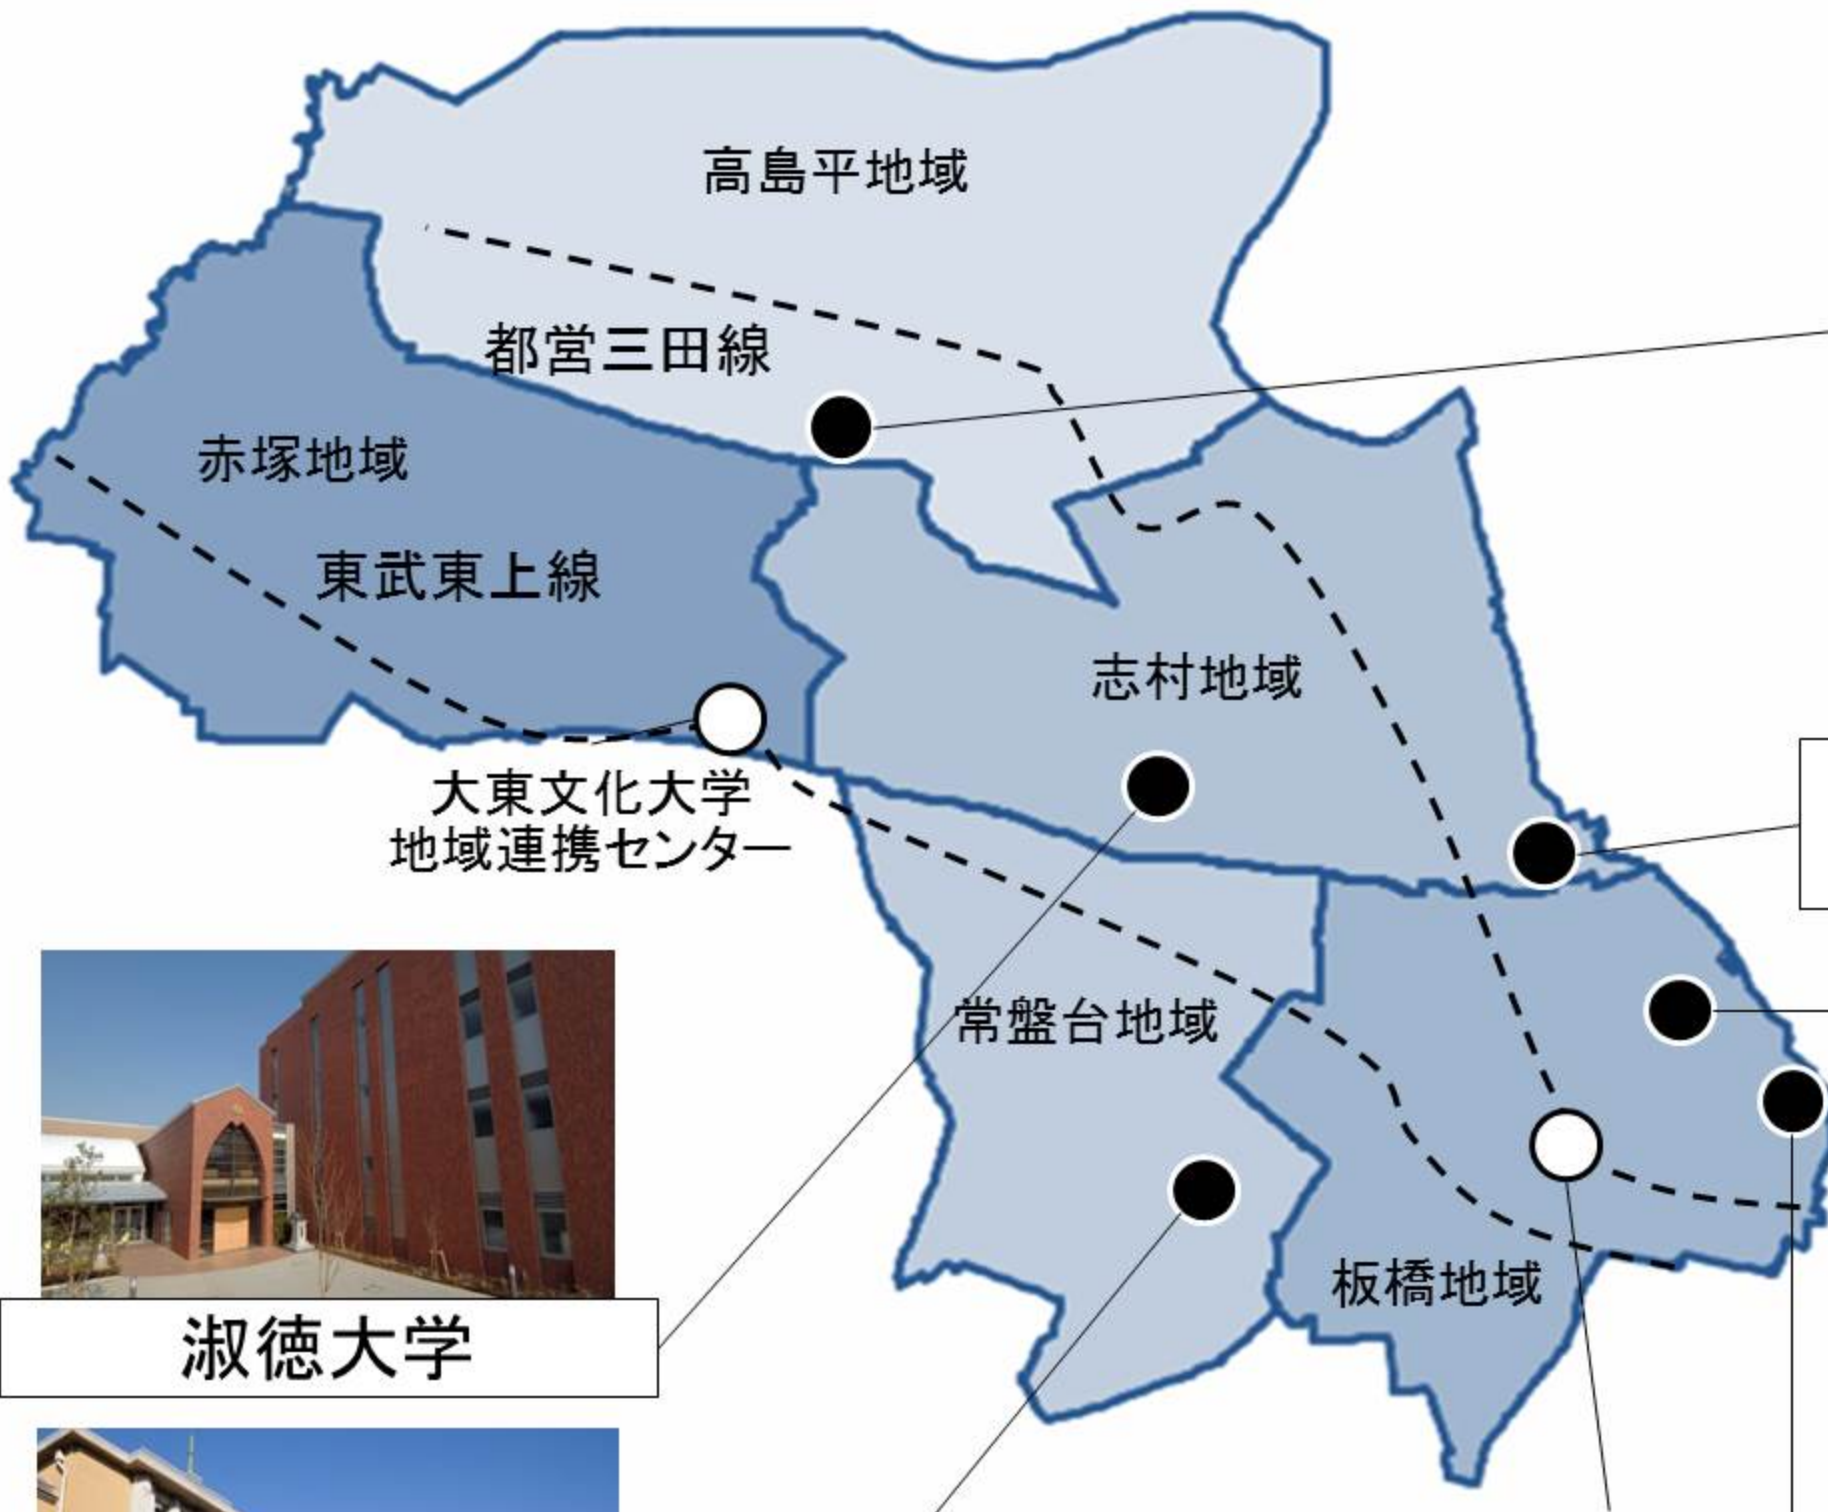 高島平地域
都営三田線
赤塚地域
東武東上線
志村地域
大東文化大学
地域連携センター
常盤台地域
板橋地域
淑徳大学